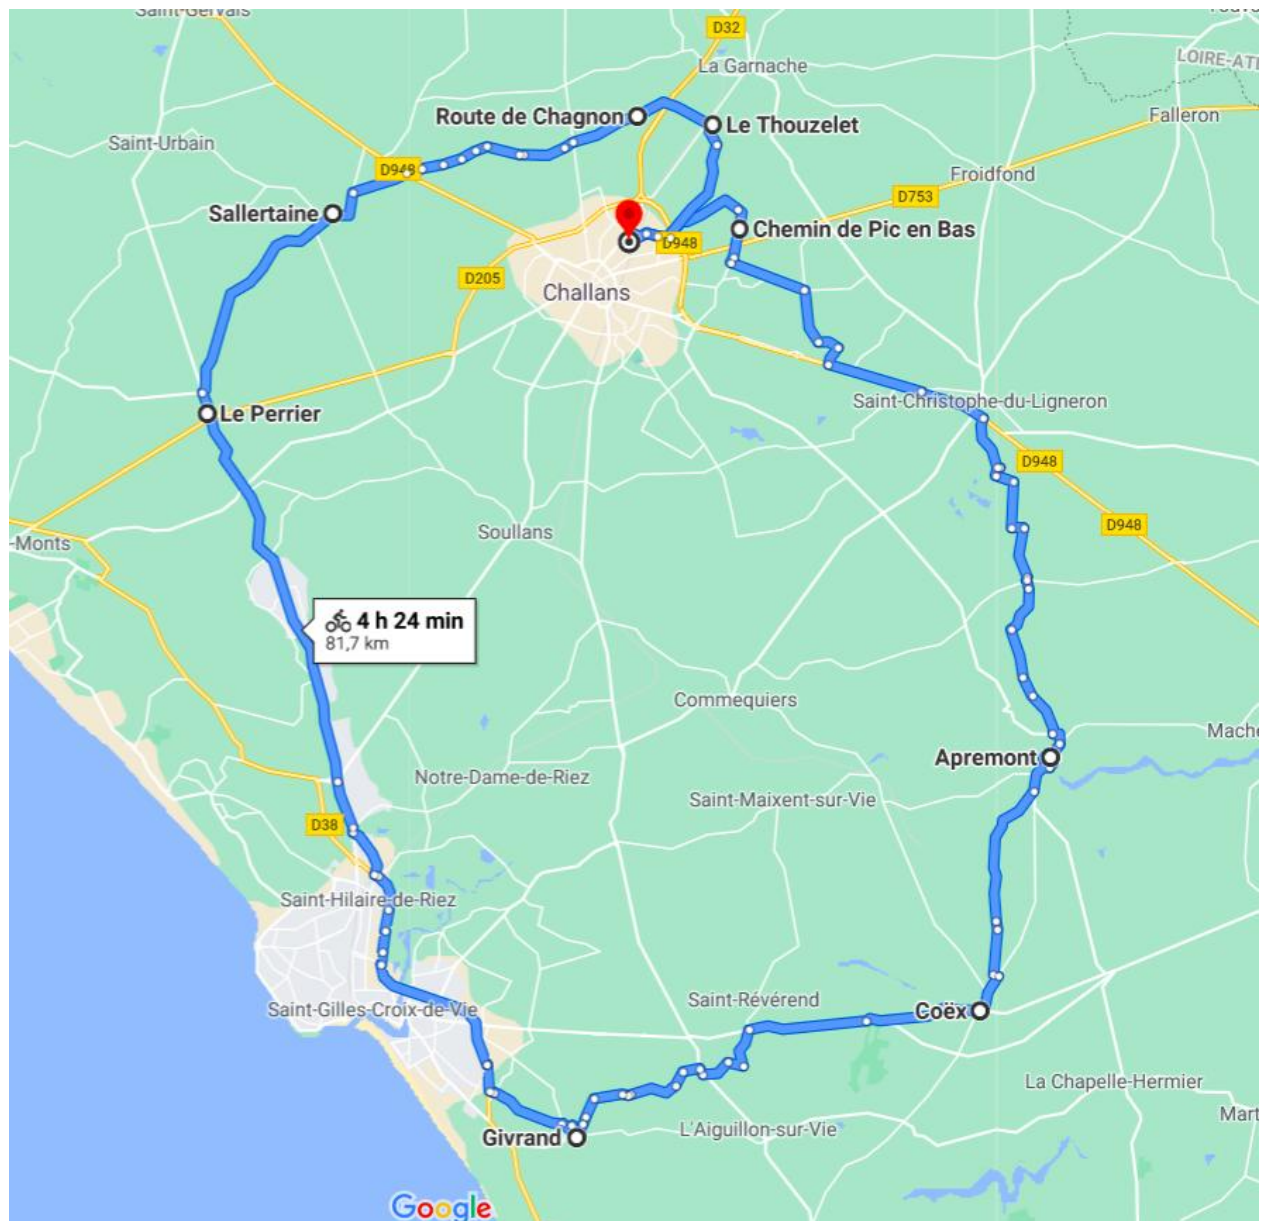 Saint-Gervais
D32
La Garnache
LOIRE-ATL
Route de Chagnon
Le Thouzelet
Falleron
Saint-Urbain
D948
Froidfond
D753
Sallertaine
Chemin de Pic en Bas
D948
D205
Challans
Saint-Christophe-du-Ligneron
Le Perrier
D948
D948
Soullans
-Monts
4 h 24 min
81,7 km
Commequiers
Mache
Apremont
Notre-Dame-de-Riez
Saint-Maixent-sur-Vie
D38
Saint-Hilaire-de-Riez
Saint-Révérend
Saint-Gilles-Croix-de-Vie
Coëx
La Chapelle-Hermier
Mart
L'Aiguillon-sur-Vie
Givrand
Google